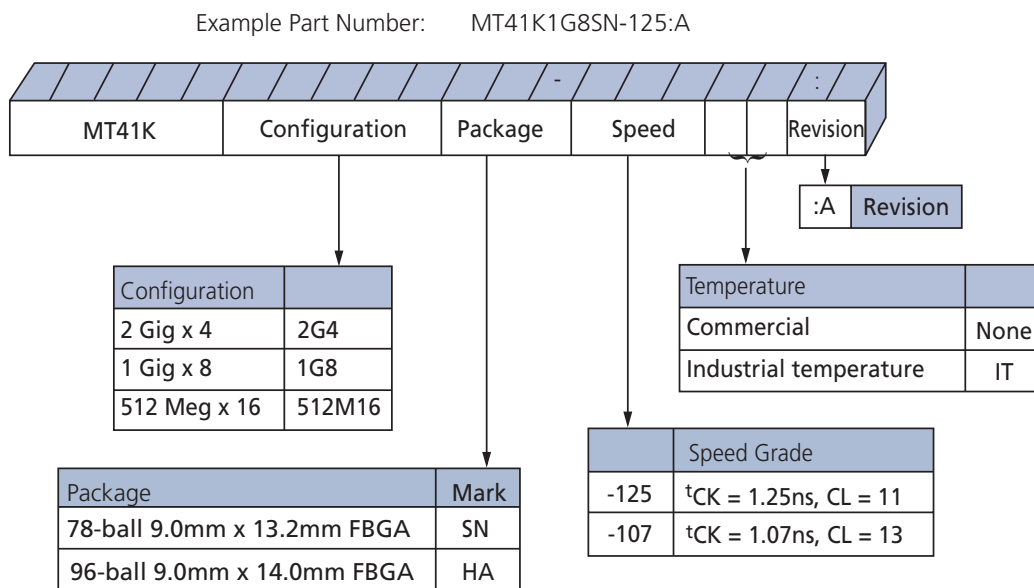 Example Part Number: MT41K1G8SN-125:A
- :
MT41K Configuration Package Speed Revision
:A Revision
Configuration
2 Gig x 4 2G4
1 Gig x 8 1G8
512 Meg x 16 512M16
Temperature
Commercial None
Industrial temperature IT
Package Mark
78-ball 9.0mm x 13.2mm FBGA SN
96-ball 9.0mm x 14.0mm FBGA HA
Speed Grade
-125 tCK = 1.25ns, CL = 11
-107 tCK = 1.07ns, CL = 13